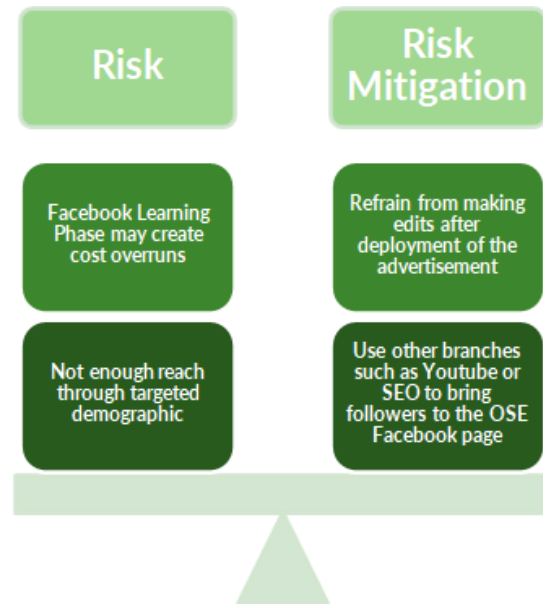 Risk
Risk
Mitigation
Facebook Learning
Phase may create
cost overruns
Refrain from making
edits after
deployment of the
advertisement
Not enough reach
through targeted
demographic
Use other branches
such as Youtube or
SEO to bring
followers to the OSE
Facebook page